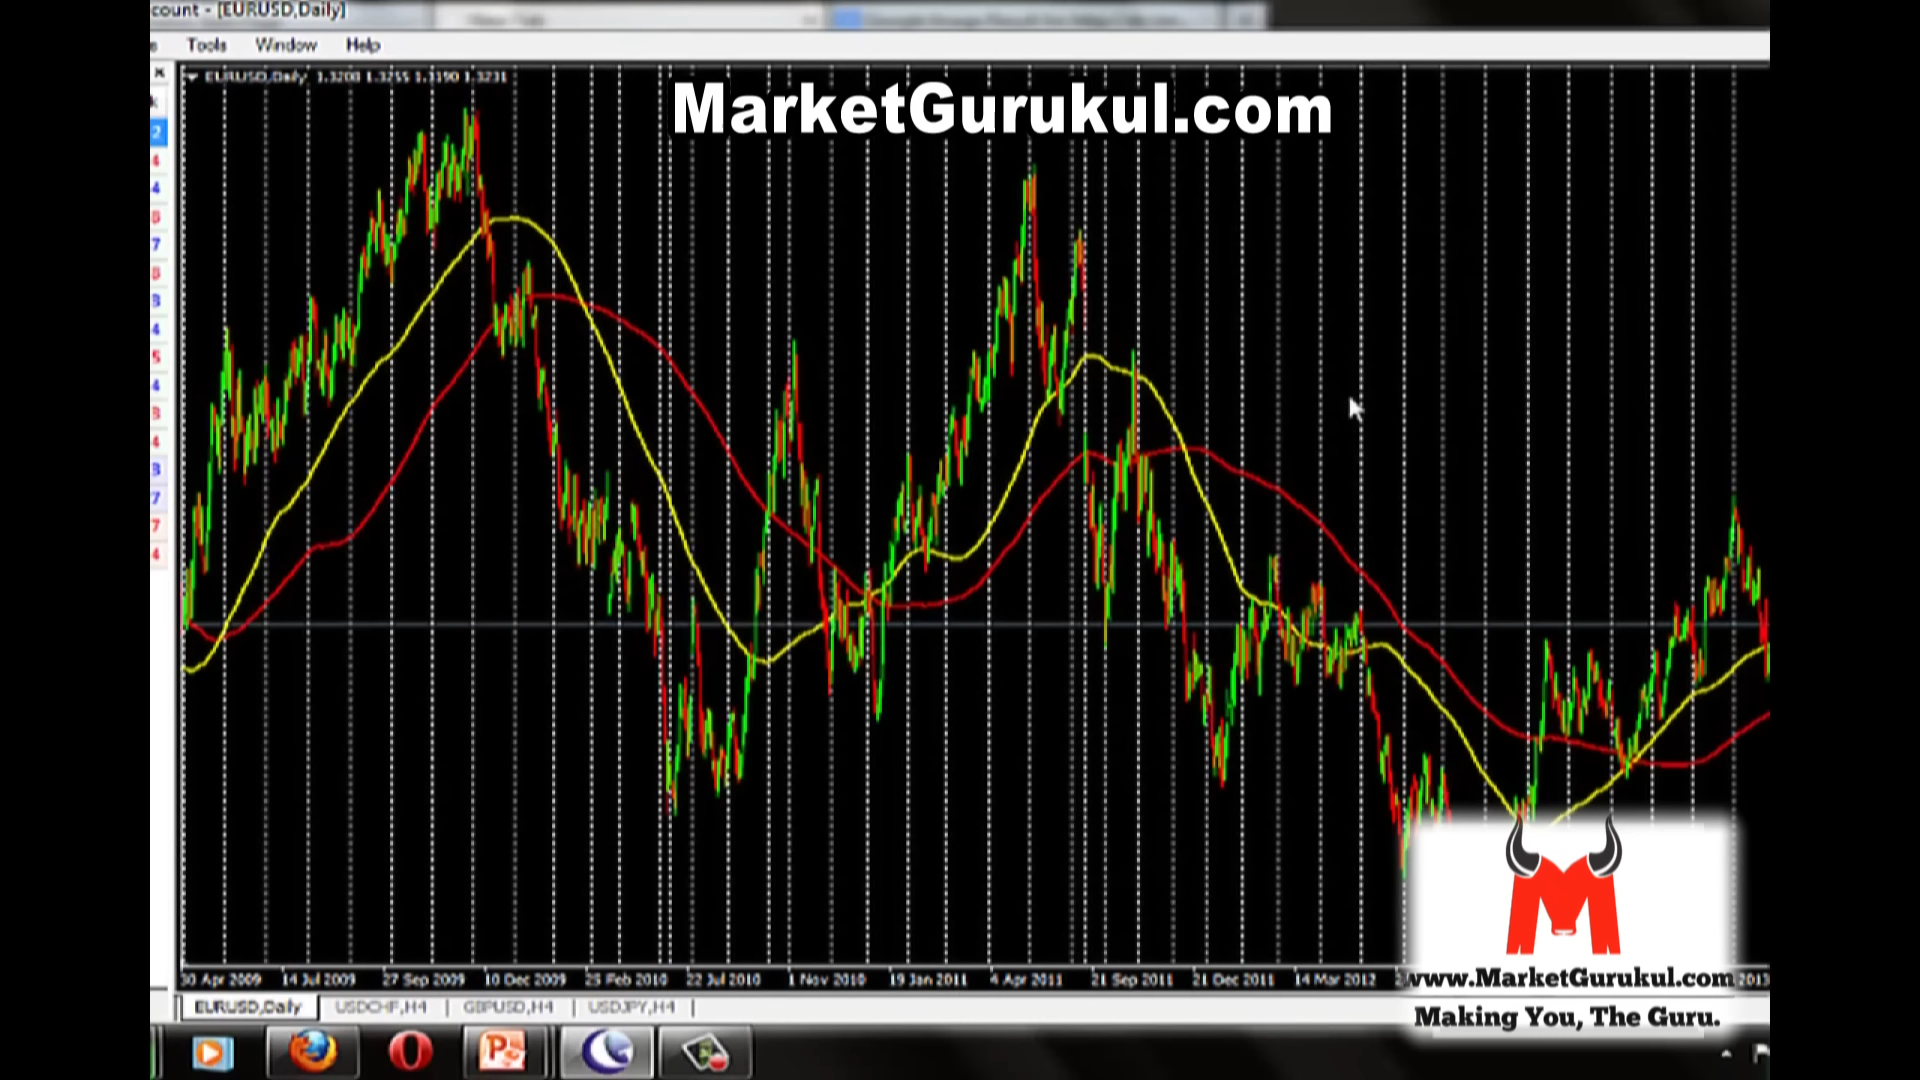 count - [EURUSD,Daily]
Tools Window Help
EURUSD,Daily 1.3208 1.3255 1.3190 1.3231
MarketGurukul.com
30 Apr 2009 14 Jul 2009 27 Sep 2009 10 Dec 2009 25 Feb 2010 22 Jul 2010 1 Nov 2010 19 Jan 2011 4 Apr 2011 21 Sep 2011 21 Dec 2011 14 Mar 2012 2013
www.MarketGurukul.com
Making You, The Guru.
EURUSD,Daily USDCHF,H4 GBPUSD,H4 USDJPY,H4